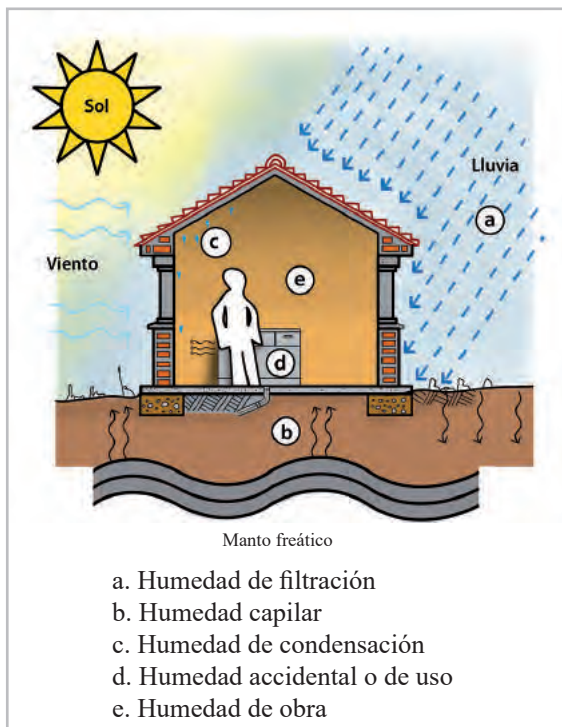 Sol
Lluvia
a
Viento
c
e
d
b
Manto freático
a. Humedad de filtración
b. Humedad capilar
c. Humedad de condensación
d. Humedad accidental o de uso
e. Humedad de obra